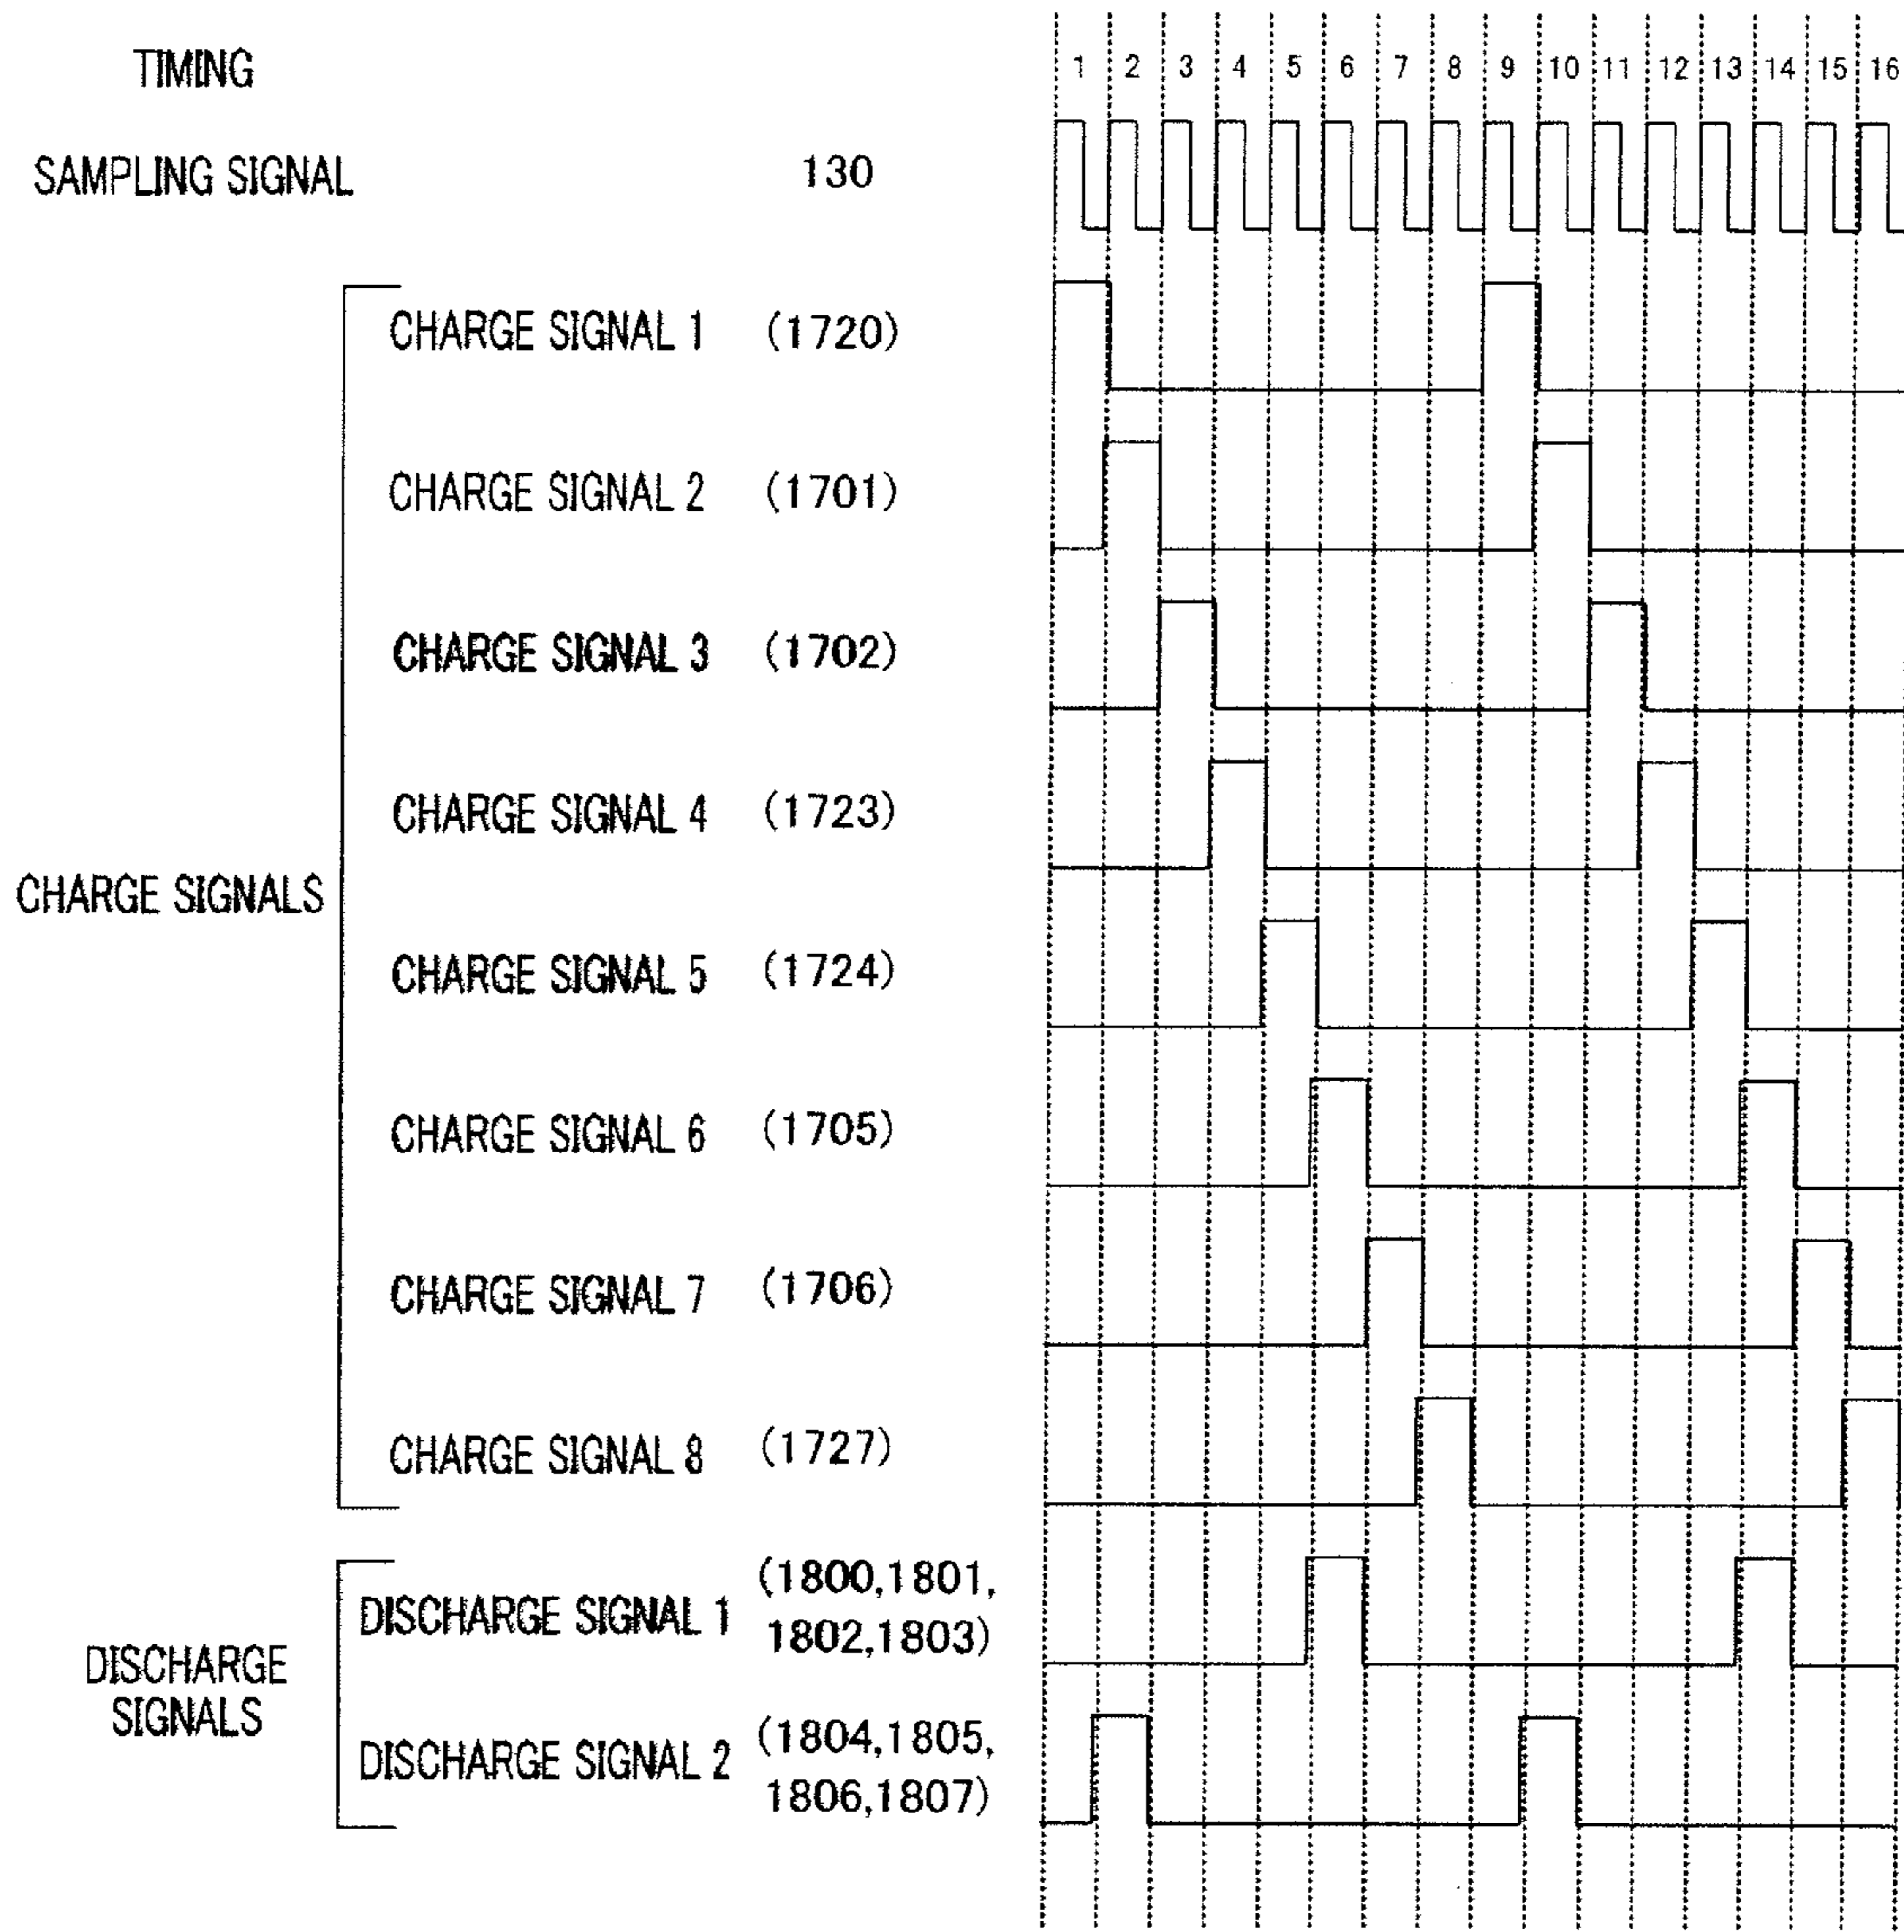 TIMING 1 2 3 4 5 6 7 8 9 10 11 12 13 14 15 16
SAMPLING SIGNAL 130
CHARGE SIGNALS
CHARGE SIGNAL 1 (1720)
CHARGE SIGNAL 2 (1701)
CHARGE SIGNAL 3 (1702)
CHARGE SIGNAL 4 (1723)
CHARGE SIGNAL 5 (1724)
CHARGE SIGNAL 6 (1705)
CHARGE SIGNAL 7 (1706)
CHARGE SIGNAL 8 (1727)
DISCHARGE
SIGNALS
DISCHARGE SIGNAL 1 (1800,1801,
1802,1803)
DISCHARGE SIGNAL 2 (1804,1805,
1806,1807)